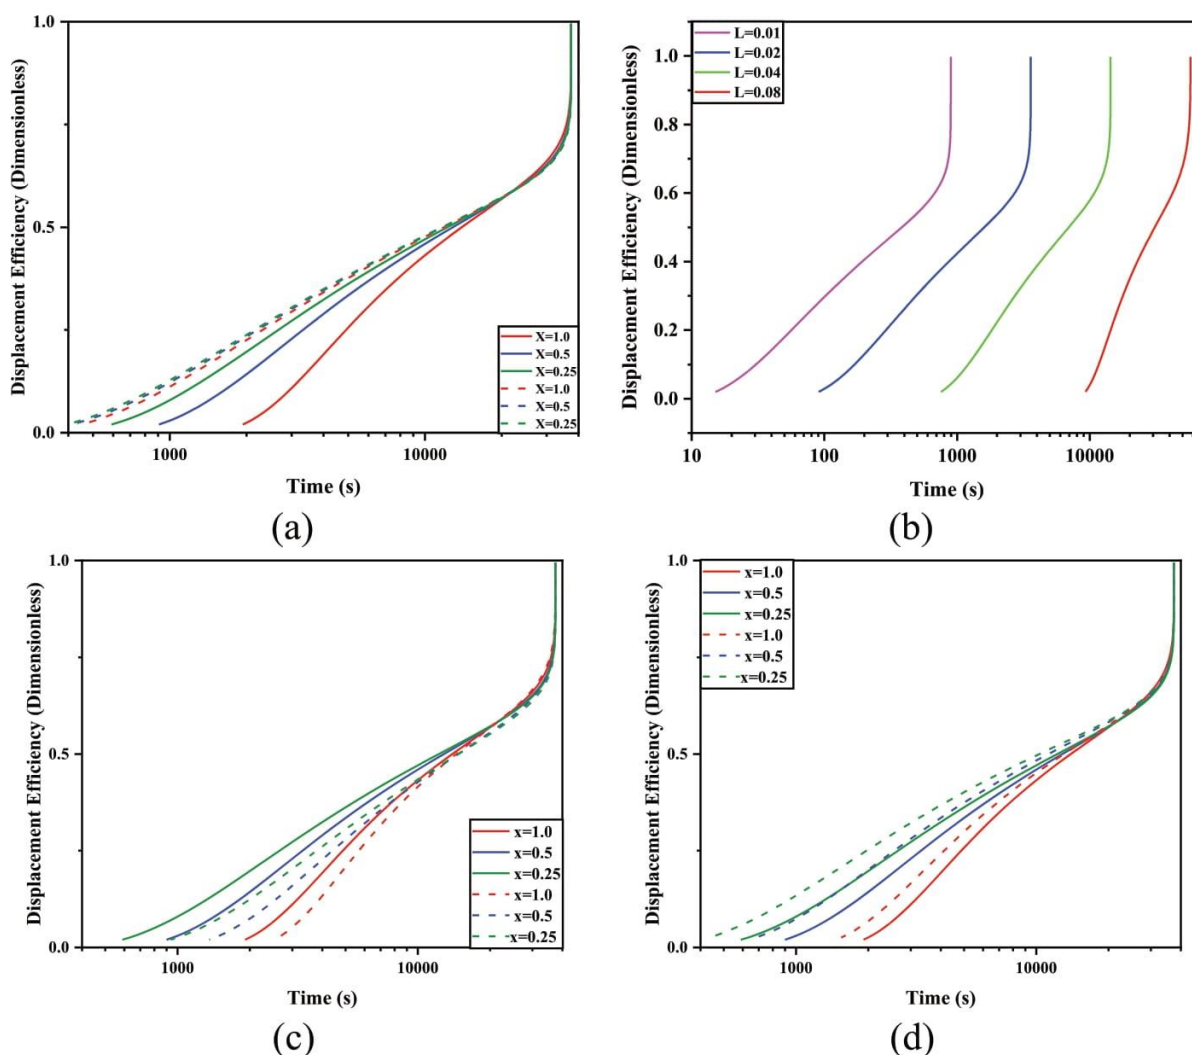 1.0
0.5
0.0
Displacement Efficiency (Dimensionless)
X=1.0
X=0.5
X=0.25
X=1.0
X=0.5
X=0.25
1000
10000
Time (s)
(a)
L=0.01
L=0.02
L=0.04
L=0.08
1.0
0.8
0.6
0.4
0.2
0.0
Displacement Efficiency (Dimensionless)
10
100
1000
10000
Time (s)
(b)
1.0
0.5
0.0
Displacement Efficiency (Dimensionless)
x=1.0
x=0.5
x=0.25
x=1.0
x=0.5
x=0.25
1000
10000
Time (s)
(c)
x=1.0
x=0.5
x=0.25
x=1.0
x=0.5
x=0.25
1.0
0.5
0.0
Displacement Efficiency (Dimensionless)
1000
10000
Time (s)
(d)